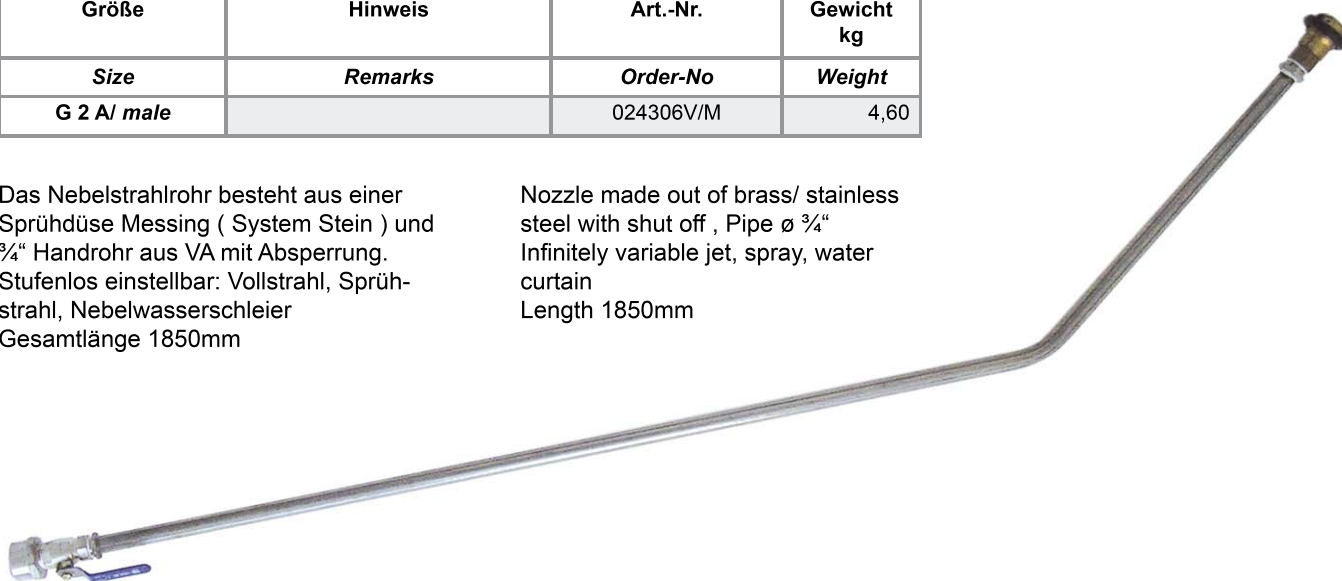 Größe Hinweis Art.-Nr. Gewicht
kg
Size Remarks Order-No Weight
G 2 A/ male 024306V/M 4,60
Das Nebelstrahlrohr besteht aus einer
Sprühdüse Messing ( System Stein ) und
¾“ Handrohr aus VA mit Absperrung.
Stufenlos einstellbar: Vollstrahl, Sprüh-
strahl, Nebelwasserschleier
Gesamtlänge 1850mm
Nozzle made out of brass/ stainless
steel with shut off , Pipe ø ¾“
Infinitely variable jet, spray, water
curtain
Length 1850mm